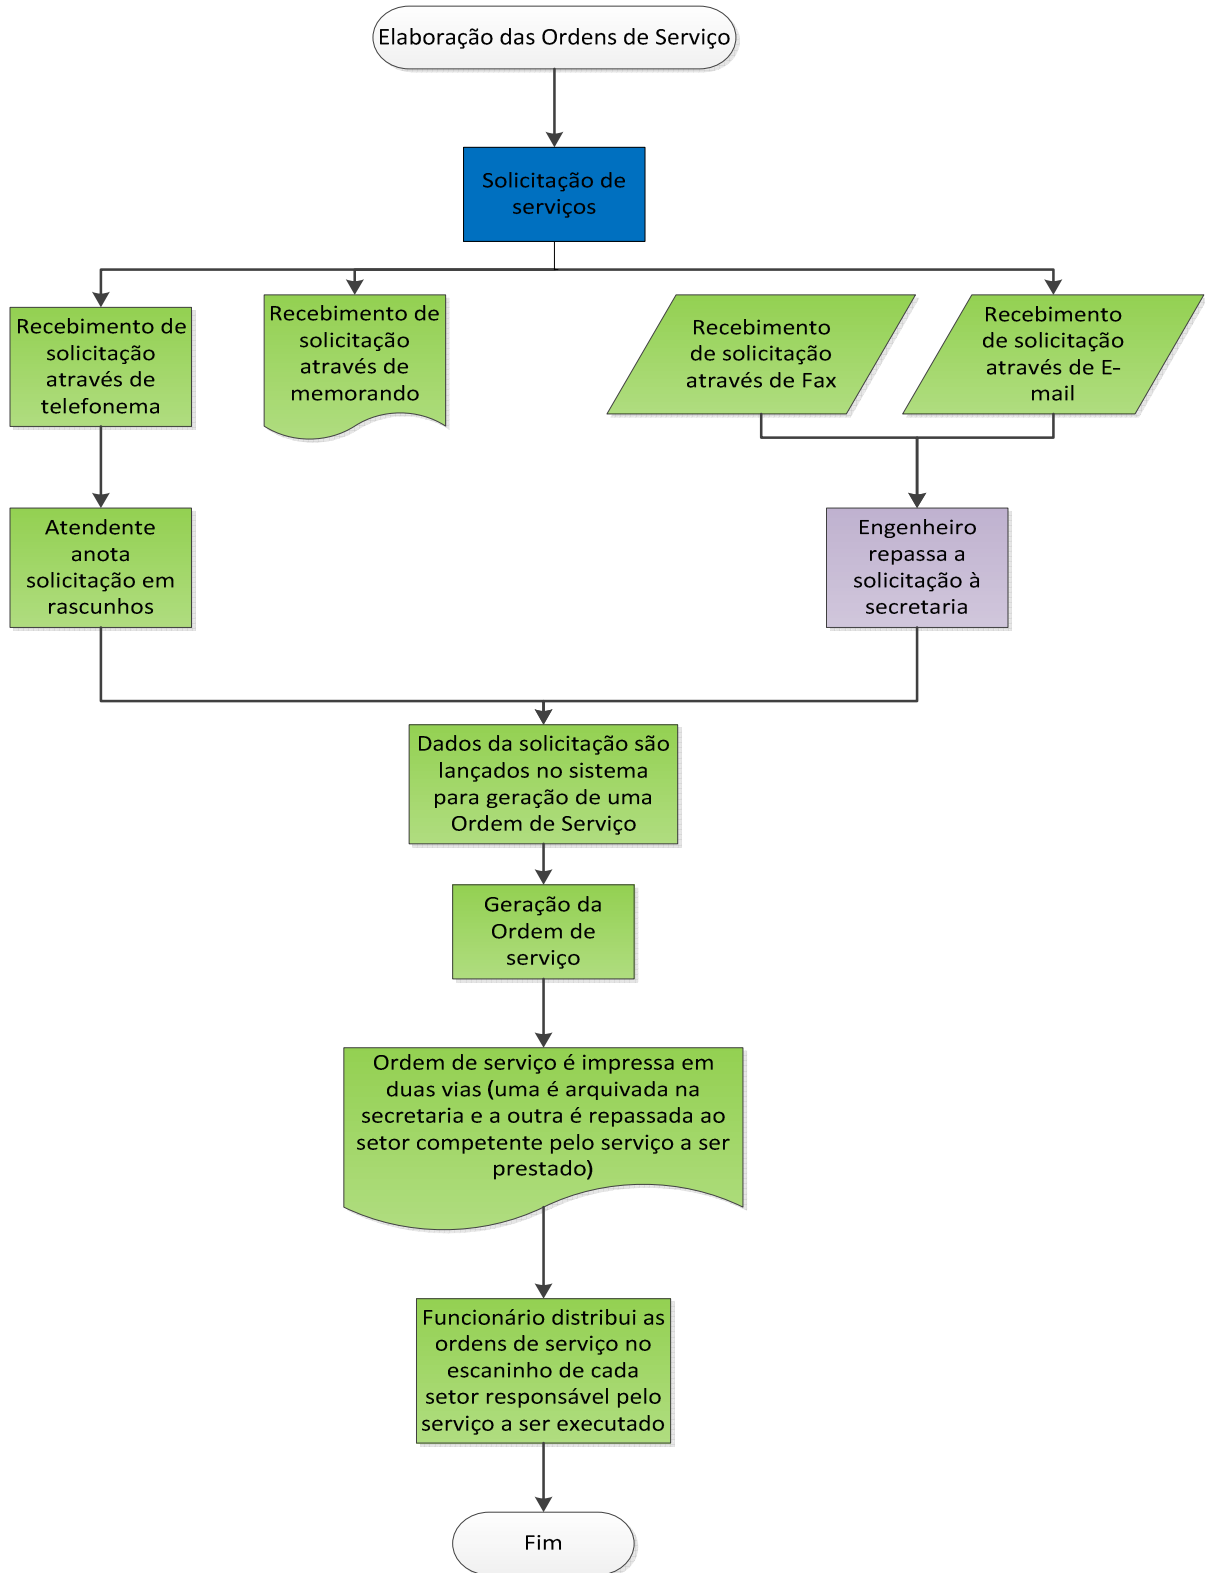 Elaboração das Ordens de Serviço
Solicitação de
serviços
Recebimento de
solicitação
através de
telefonema
Recebimento de
solicitação
através de
memorando
Recebimento
de solicitação
através de Fax
Recebimento
de solicitação
através de E-
mail
Atendente
anota
solicitação em
rascunhos
Engenheiro
repassa a
solicitação à
secretaria
Dados da solicitação são
lançados no sistema
para geração de uma
Ordem de Serviço
Geração da
Ordem de
serviço
Ordem de serviço é impressa em
duas vias (uma é arquivada na
secretaria e a outra é repassada ao
setor competente pelo serviço a ser
prestado)
Funcionário distribui as
ordens de serviço no
escaninho de cada
setor responsável pelo
serviço a ser executado
Fim